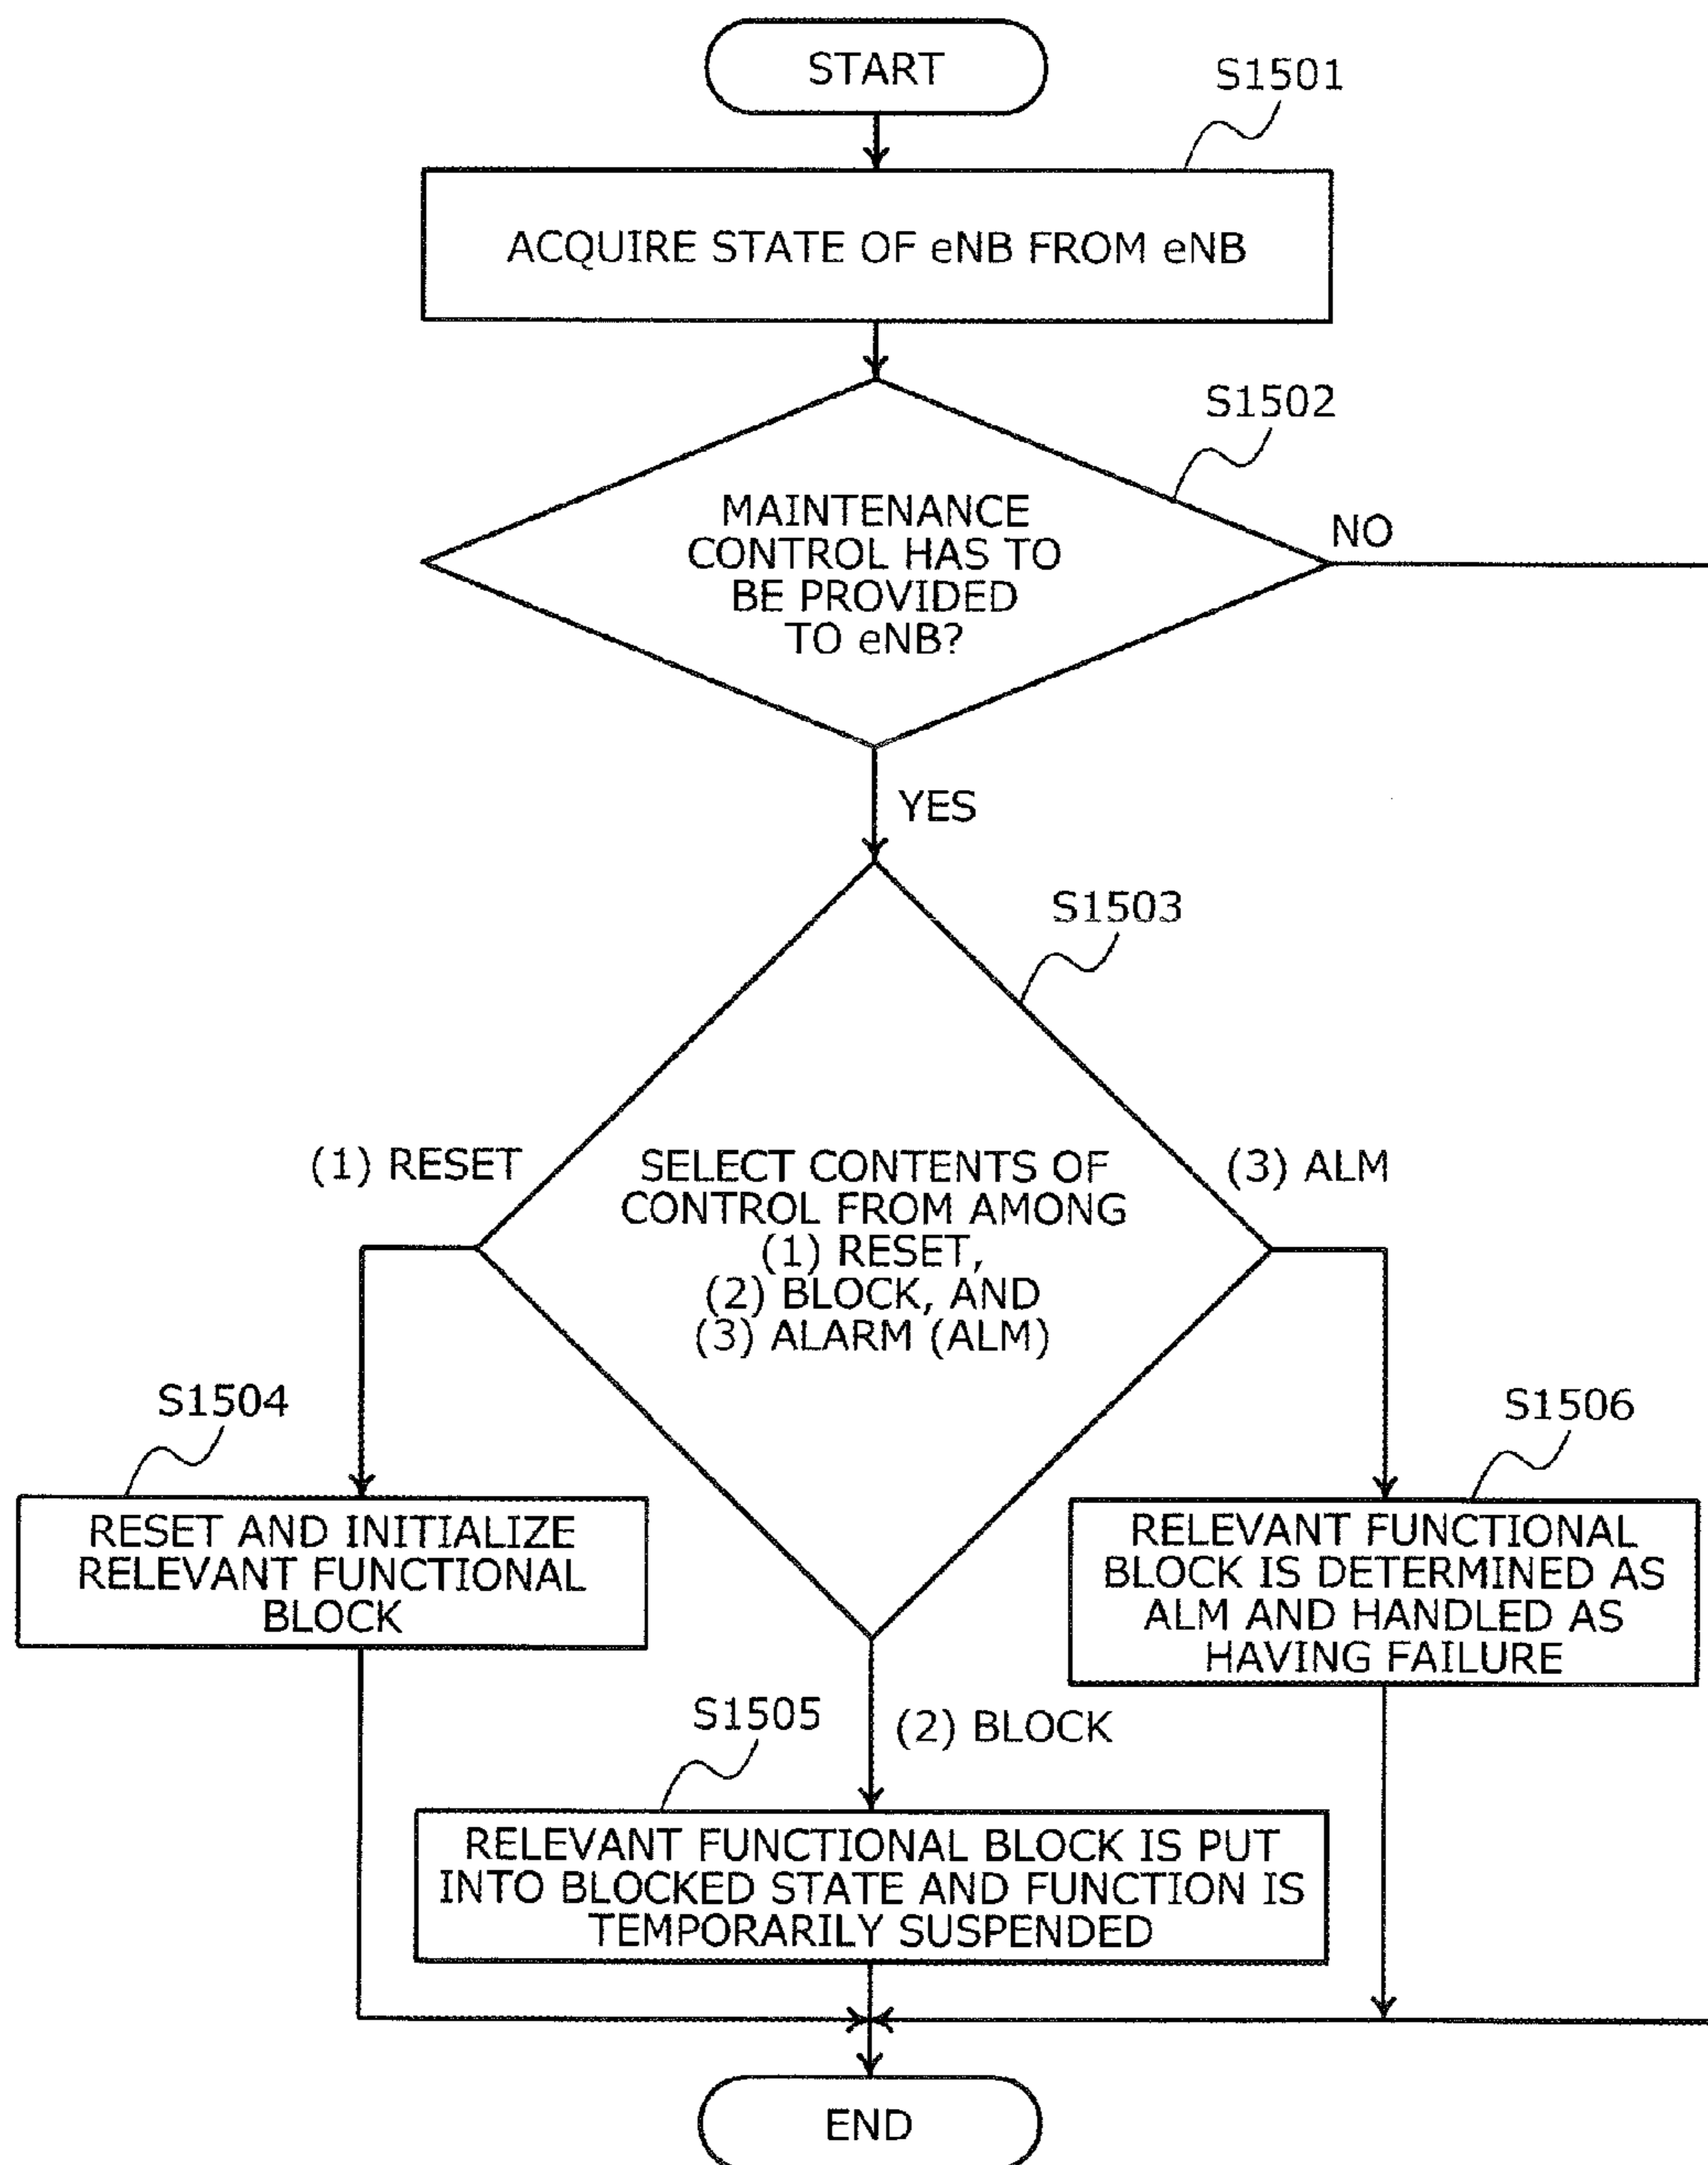 START
S1501
ACQUIRE STATE OF eNB FROM eNB
S1502
MAINTENANCE
CONTROL HAS TO
BE PROVIDED
TO eNB?
NO
YES
S1503
(1) RESET
SELECT CONTENTS OF
CONTROL FROM AMONG
(1) RESET,
(2) BLOCK, AND
(3) ALARM (ALM)
(3) ALM
S1504
RESET AND INITIALIZE
RELEVANT FUNCTIONAL
BLOCK
S1506
RELEVANT FUNCTIONAL
BLOCK IS DETERMINED AS
ALM AND HANDLED AS
HAVING FAILURE
S1505
(2) BLOCK
RELEVANT FUNCTIONAL BLOCK IS PUT
INTO BLOCKED STATE AND FUNCTION IS
TEMPORARILY SUSPENDED
END